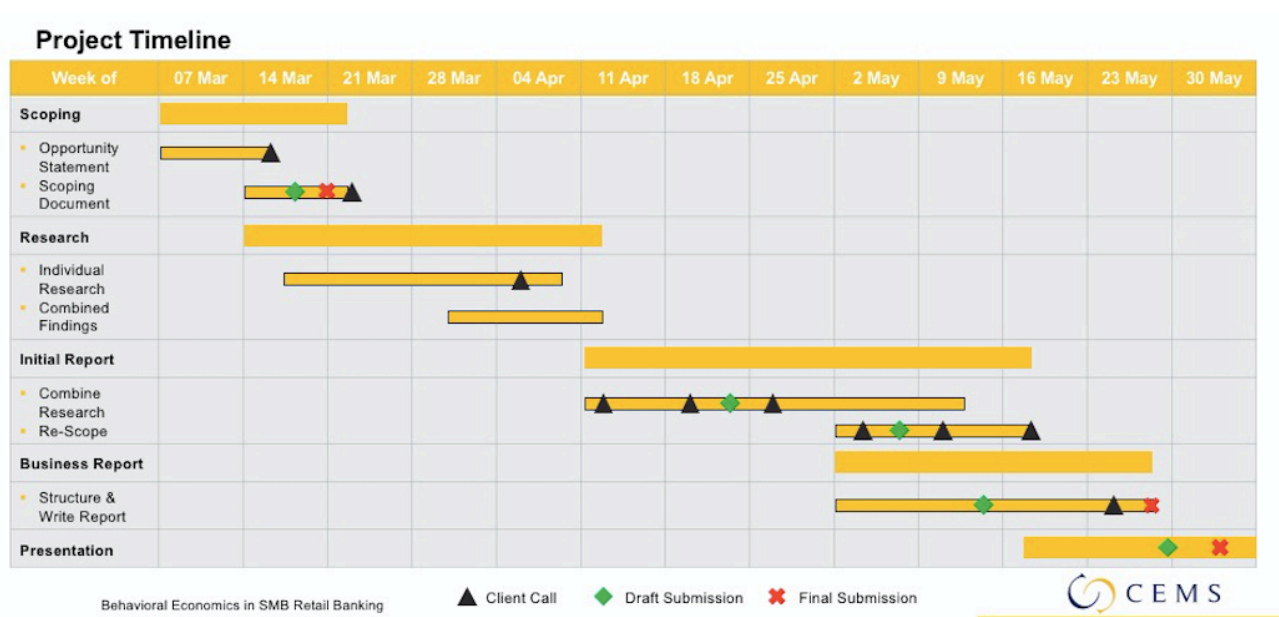 Project Timeline
Week of 07 Mar 14 Mar 21 Mar 28 Mar 04 Apr 11 Apr 18 Apr 25 Apr 2 May 9 May 16 May 23 May 30 May
Scoping
• Opportunity
Statement
• Scoping
Document
Research
• Individual
Research
• Combined
Findings
Initial Report
• Combine
Research
• Re-Scope
Business Report
• Structure &
Write Report
Presentation
Behavioral Economics in SMB Retail Banking
Client Call
Draft Submission
Final Submission
CEMS